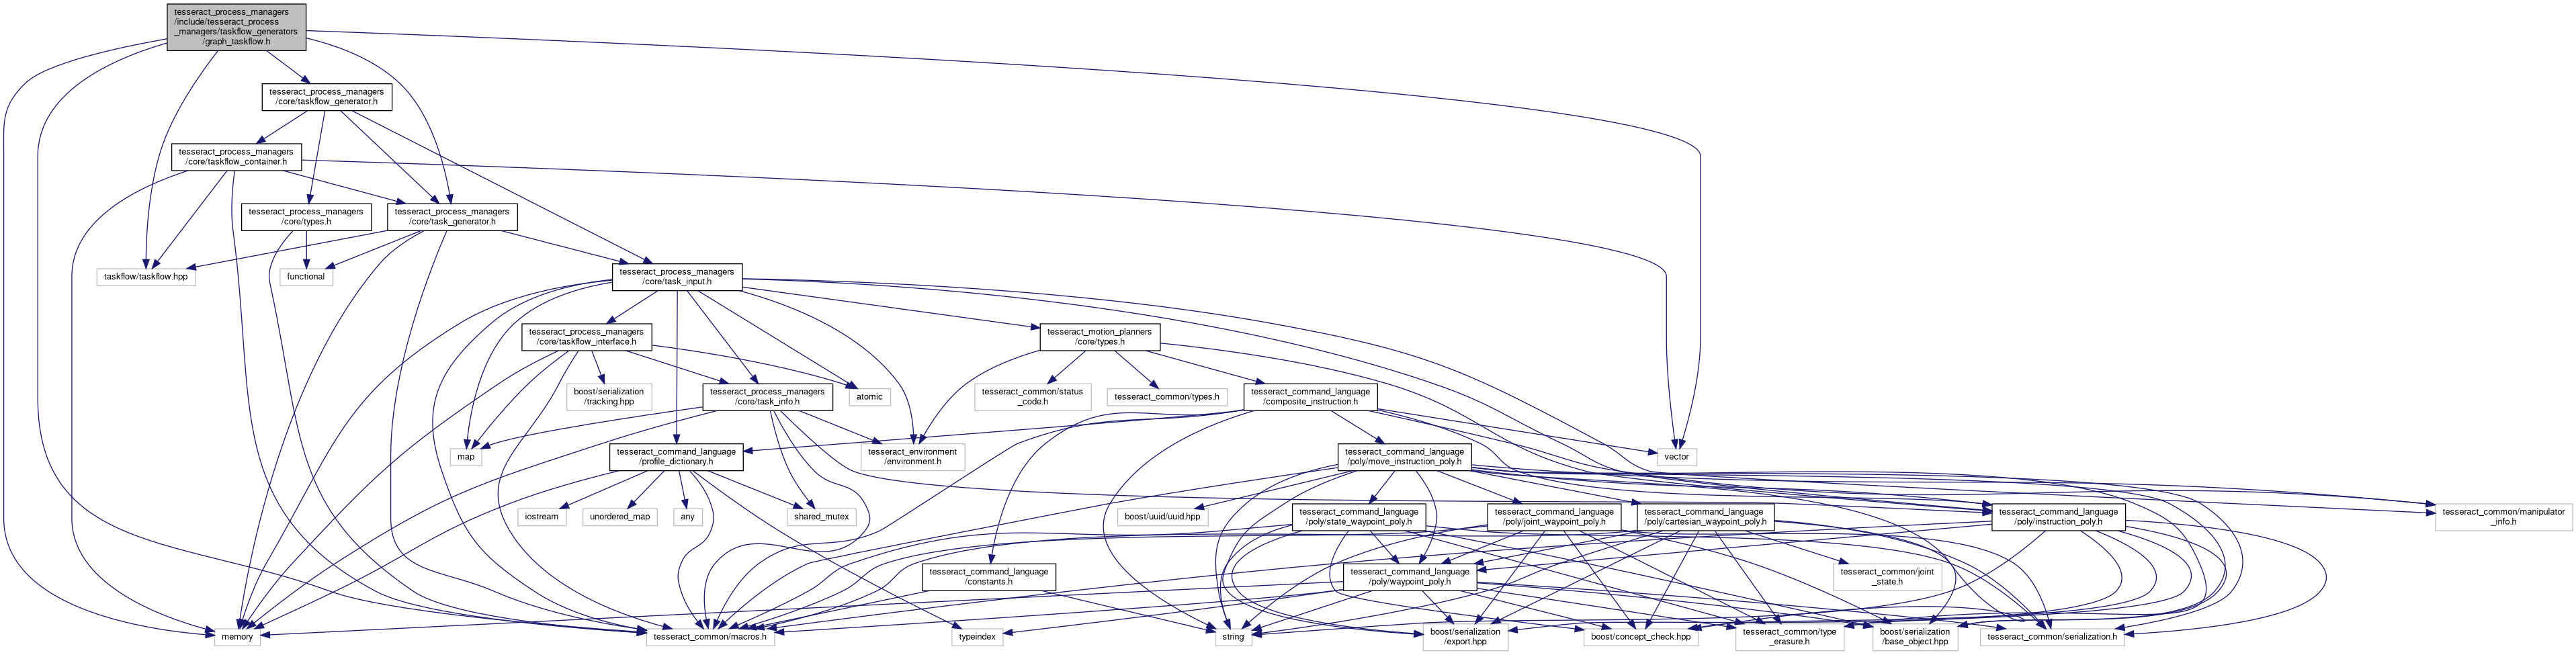 tesseract_process_managers
/include/tesseract_process
_managers/taskflow_generators
/graph_taskflow.h
tesseract_process_managers
/core/taskflow_generator.h
tesseract_process_managers
/core/taskflow_container.h
tesseract_process_managers
/core/types.h
tesseract_process_managers
/core/task_generator.h
taskflow/taskflow.hpp
functional
tesseract_process_managers
/core/task_input.h
tesseract_process_managers
/core/taskflow_interface.h
tesseract_motion_planners
/core/types.h
boost/serialization
/tracking.hpp
tesseract_process_managers
/core/task_info.h
atomic
tesseract_common/status
_code.h
tesseract_common/types.h
tesseract_command_language
/composite_instruction.h
map
tesseract_command_language
/profile_dictionary.h
tesseract_environment
/environment.h
tesseract_command_language
/poly/move_instruction_poly.h
vector
iostream
unordered_map
any
shared_mutex
boost/uuid/uuid.hpp
tesseract_command_language
/poly/state_waypoint_poly.h
tesseract_command_language
/poly/joint_waypoint_poly.h
tesseract_command_language
/poly/cartesian_waypoint_poly.h
tesseract_command_language
/poly/instruction_poly.h
tesseract_common/manipulator
_info.h
tesseract_command_language
/constants.h
tesseract_command_language
/poly/waypoint_poly.h
tesseract_common/joint
_state.h
memory
tesseract_common/macros.h
typeindex
string
boost/serialization
/export.hpp
boost/concept_check.hpp
tesseract_common/type
_erasure.h
boost/serialization
/base_object.hpp
tesseract_common/serialization.h